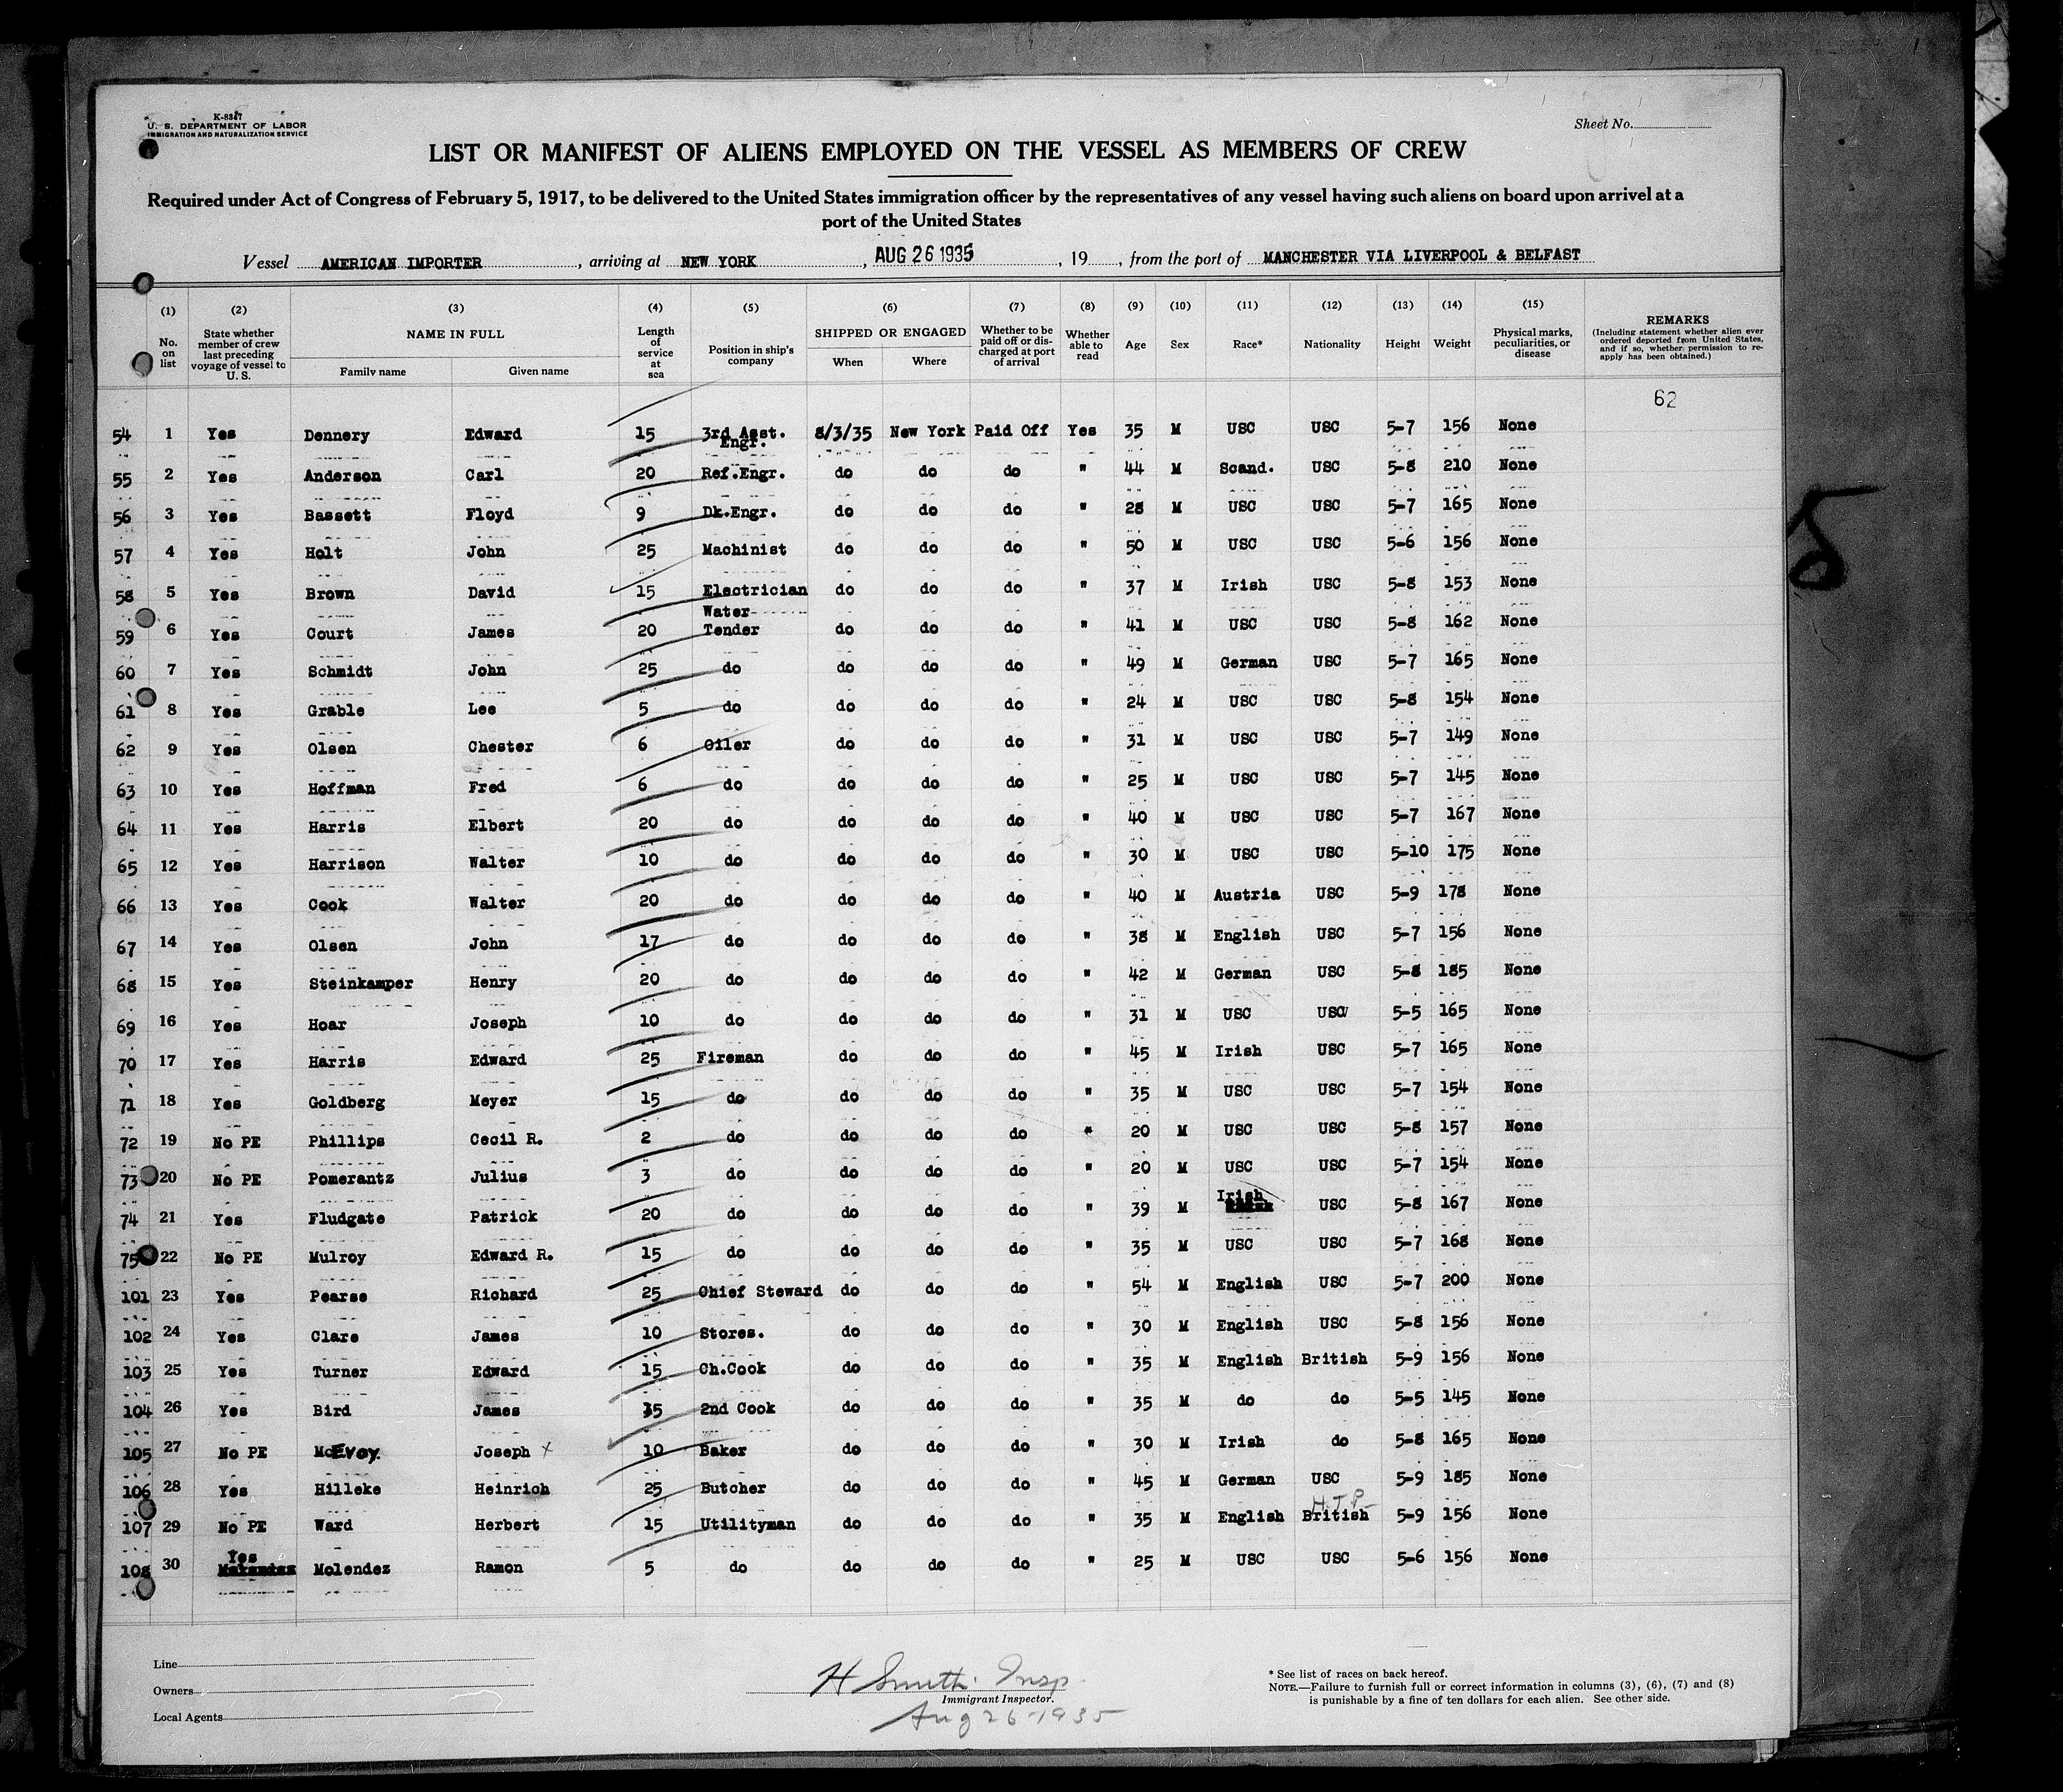 K-8367
U. S. DEPARTMENT OF LABOR
IMMIGRATION AND NATURALIZATION SERVICE
Sheet No.
LIST OR MANIFEST OF ALIENS EMPLOYED ON THE VESSEL AS MEMBERS OF CREW
Required under Act of Congress of February 5, 1917, to be delivered to the United States immigration officer by the representatives of any vessel having such aliens on board upon arrival at a
port of the United States
Vessel AMERICAN IMPORTER, arriving at NEW YORK, AUG 26 1935, 19, from the port of MANCHESTER VIA LIVERPOOL & BELFAST
(1) (2) (3) (4) (5) (6) (7) (8) (9) (10) (11) (12) (13) (14) (15)
No. on list State whether member of crew last preceding voyage of vessel to U. S. NAME IN FULL Family name Given name Length of service at sea Position in ship's company SHIPPED OR ENGAGED When Where Whether to be paid off or discharged at port of arrival Whether able to read Age Sex Race* Nationality Height Weight Physical marks, peculiarities, or disease REMARKS (Including statement whether alien ever ordered deported from United States, and if so, whether permission to reapply has been obtained.)
62
54 1 Yes Dennery Edward 15 3rd Asst. Engr. 8/3/35 New York Paid Off Yes 35 M USC USC 5-7 156 None
55 2 Yes Anderson Carl 20 Ref.Engr. do do do " 44 M Scand. USC 5-8 210 None
56 3 Yes Bassett Floyd 9 Dk.Engr. do do do " 28 M USC USC 5-7 165 None
57 4 Yes Holt John 25 Machinist do do do " 50 M USC USC 5-6 156 None
58 5 Yes Brown David 15 Electrician do do do " 37 M Irish USC 5-8 153 None
59 6 Yes Court James 20 Water Tender do do do " 41 M USC USC 5-8 162 None
60 7 Yes Schmidt John 25 do do do do " 49 M German USC 5-7 165 None
61 8 Yes Grable Lee 5 do do do do " 24 M USC USC 5-8 154 None
62 9 Yes Olsen Chester 6 Oiler do do do " 31 M USC USC 5-7 149 None
63 10 Yes Hoffman Fred 6 do do do do " 25 M USC USC 5-7 145 None
64 11 Yes Harris Elbert 20 do do do do " 40 M USC USC 5-7 167 None
65 12 Yes Harrison Walter 10 do do do do " 30 M USC USC 5-10 175 None
66 13 Yes Cook Walter 20 do do do do " 40 M Austria USC 5-9 178 None
67 14 Yes Olsen John 17 do do do do " 38 M English USC 5-7 156 None
68 15 Yes Steinkamper Henry 20 do do do do " 42 M German USC 5-8 185 None
69 16 Yes Hoar Joseph 10 do do do do " 31 M USC USC 5-5 165 None
70 17 Yes Harris Edward 25 Fireman do do do " 45 M Irish USC 5-7 165 None
71 18 Yes Goldberg Meyer 15 do do do do " 35 M USC USC 5-7 154 None
72 19 No PE Phillips Cecil R. 2 do do do do " 20 M USC USC 5-8 157 None
73 20 No PE Pomerantz Julius 3 do do do do " 20 M USC USC 5-7 154 None
74 21 Yes Fludgate Patrick 20 do do do do " 39 M Irish USC 5-8 167 None
75 22 No PE Mulroy Edward R. 15 do do do do " 35 M USC USC 5-7 168 None
101 23 Yes Pearse Richard 25 Chief Steward do do do " 54 M English USC 5-7 200 None
102 24 Yes Clare James 10 Stores. do do do " 30 M English USC 5-8 156 None
103 25 Yes Turner Edward 15 Ch.Cook do do do " 35 M English British 5-9 156 None
104 26 Yes Bird James 15 2nd Cook do do do " 35 M do do 5-5 145 None
105 27 No PE McEvoy. Joseph x 10 Baker do do do " 30 M Irish do 5-8 165 None
106 28 Yes Hilleke Heinrich 25 Butcher do do do " 45 M German USC 5-9 185 None
107 29 No PE Ward Herbert 15 Utilityman do do do " 35 M English H.T.P. British 5-9 156 None
108 30 Yes Molendez Ramon 5 do do do do " 25 M USC USC 5-6 156 None
Line
Owners
Local Agents
H Smith. Insp.
Immigrant Inspector.
Aug 26-1935
* See list of races on back hereof.
NOTE.—Failure to furnish full or correct information in columns (3), (6), (7) and (8)
is punishable by a fine of ten dollars for each alien. See other side.